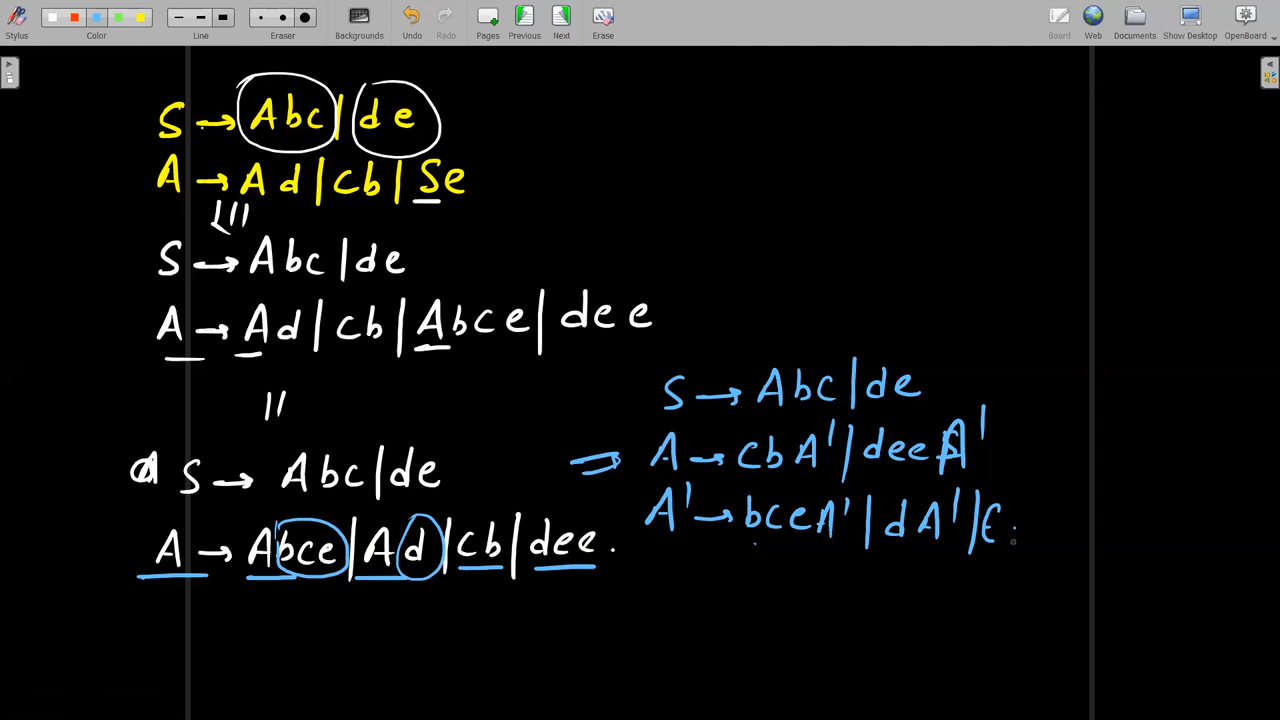 Stylus Color Line Eraser Backgrounds Undo Redo Pages Previous Next Erase Board Web Documents Show Desktop OpenBoard
S → Abc | de
A → Ad | Cb | Se
S → Abc | de
A → Ad | Cb | Abce | dee
S → Abc | de
A → Abce | Ad | Cb | dee.
S → Abc | de
⇒ A → CbA' | deeA'
A' → bceA' | dA' | ϵ